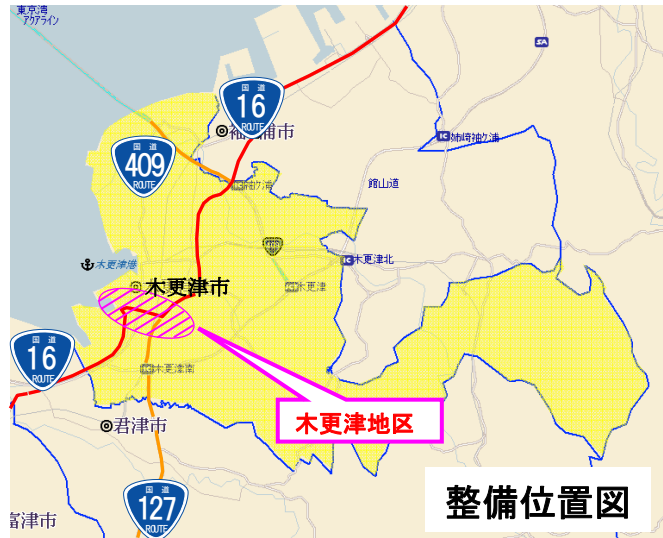 東京湾
アクアライン
国道
16
ROUTE
SA
袖ケ浦市
姉崎袖ケ浦
国道
409
ROUTE
館山道
木更津北
木更津港
木更津市
木更津
国道
16
ROUTE
木更津南
木更津地区
君津市
国道
127
ROUTE
整備位置図
富津市